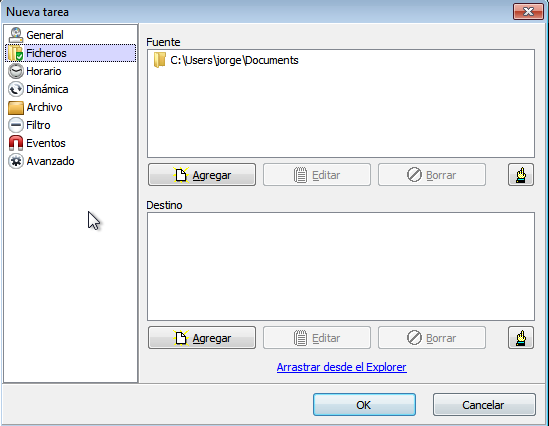 Nueva tarea
General
Ficheros
Horario
Dinámica
Archivo
Filtro
Eventos
Avanzado
Fuente
C:\Users\jorge\Documents
Agregar
Editar
Borrar
Destino
Agregar
Editar
Borrar
Arrastrar desde el Explorer
OK
Cancelar